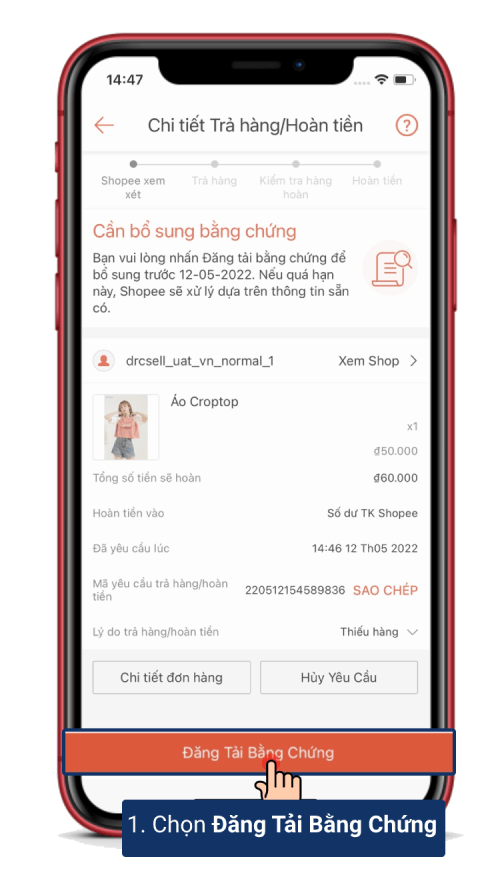 14:47
Chi tiết Trả hàng/Hoàn tiền
?
Shopee xem
xét
Trả hàng
Kiểm tra hàng
hoàn
Hoàn tiền
Cần bổ sung bằng chứng
Bạn vui lòng nhấn Đăng tải bằng chứng để
bổ sung trước 12-05-2022. Nếu quá hạn
này, Shopee sẽ xử lý dựa trên thông tin sẵn
có.
drcsell_uat_vn_normal_1 Xem Shop
Áo Croptop
x1
₫50.000
Tổng số tiền sẽ hoàn ₫60.000
Hoàn tiền vào Số dư TK Shopee
Đã yêu cầu lúc 14:46 12 Th05 2022
Mã yêu cầu trả hàng/hoàn
tiền
220512154589836 SAO CHÉP
Lý do trả hàng/hoàn tiền Thiếu hàng
Chi tiết đơn hàng Hủy Yêu Cầu
Đăng Tải Bằng Chứng
1. Chọn Đăng Tải Bằng Chứng